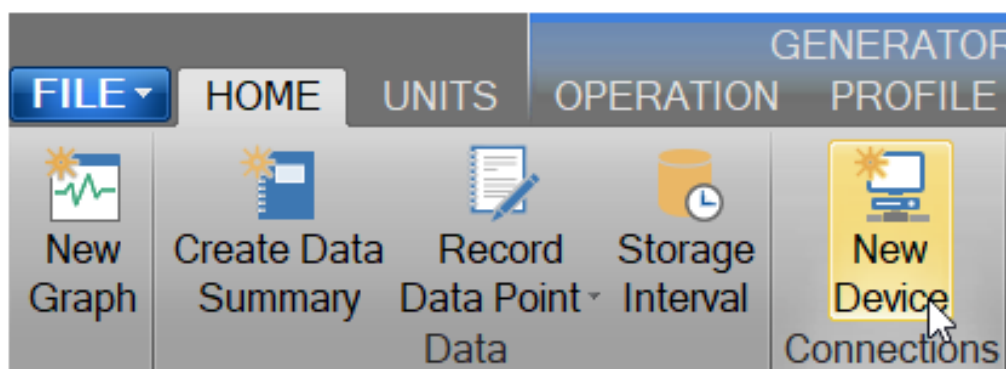 GENERATOR
FILE HOME UNITS OPERATION PROFILE
New Create Data Record Storage New
Graph Summary Data Point Interval Device
Data Connections